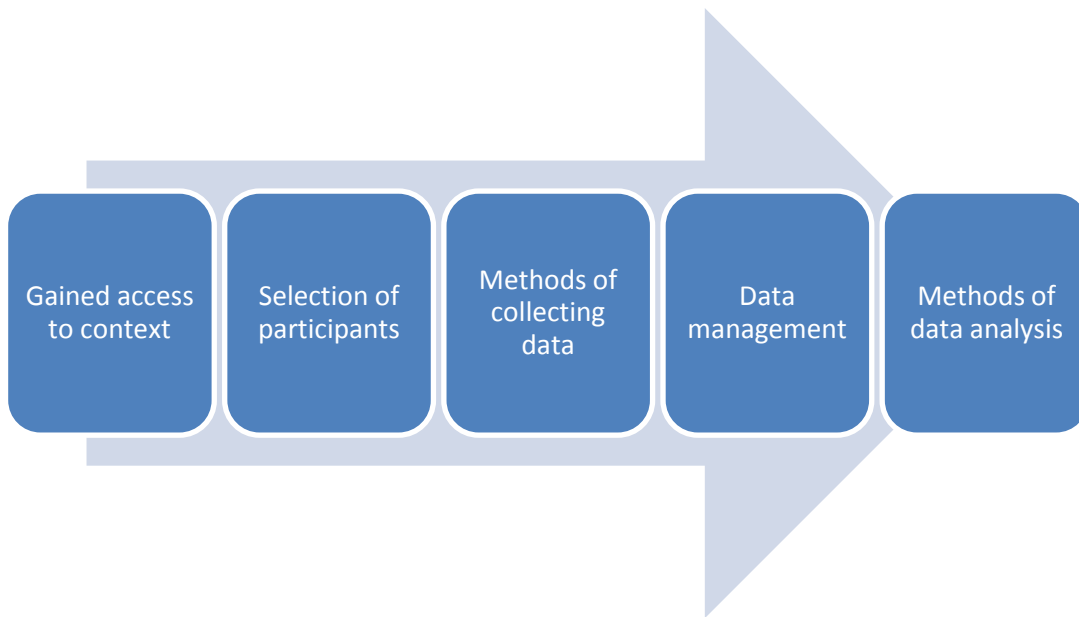 Gained access
to context
Selection of
participants
Methods of
collecting
data
Data
management
Methods of
data analysis